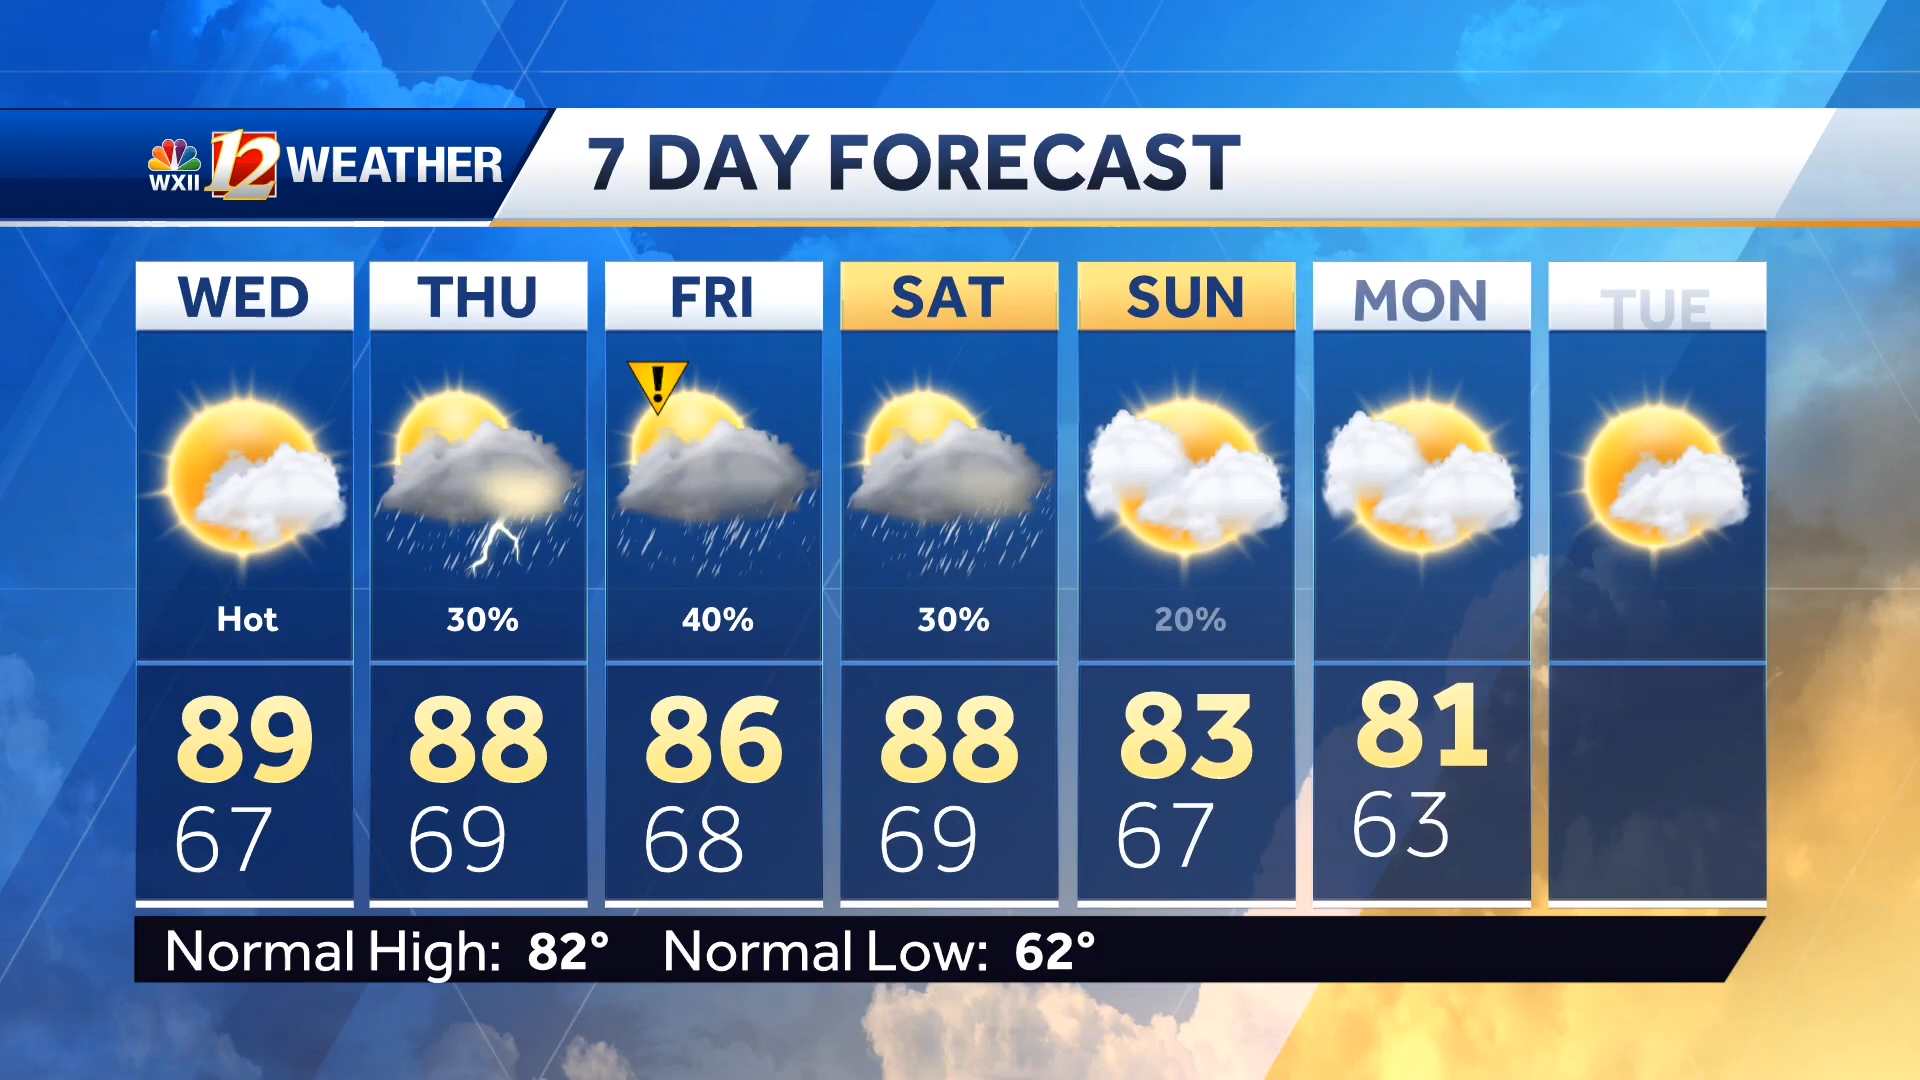 WXII 12 WEATHER
7 DAY FORECAST
WED THU FRI SAT SUN MON TUE
!
Hot 30% 40% 30% 20%
89 88 86 88 83 81
67 69 68 69 67 63
Normal High: 82° Normal Low: 62°